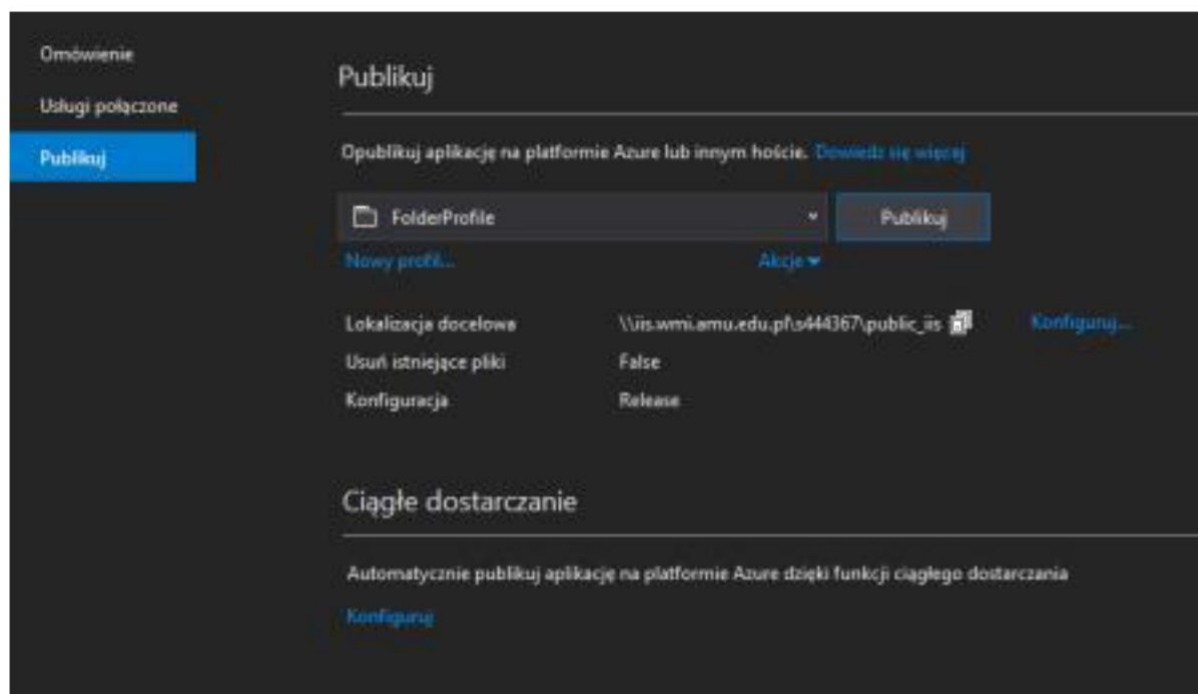 Omówienie
Usługi połączone
Publikuj
Publikuj
Opublikuj aplikację na platformie Azure lub innym hoście. Dowiedz się więcej
FolderProfile
Publikuj
Nowy profil...
Akcje
Lokalizacja docelowa \\iis.wmi.amu.edu.pl\s444367\public_iis Konfiguruj...
Usuń istniejące pliki False
Konfiguracja Release
Ciągłe dostarczanie
Automatycznie publikuj aplikację na platformie Azure dzięki funkcji ciągłego dostarczania
Konfiguruj